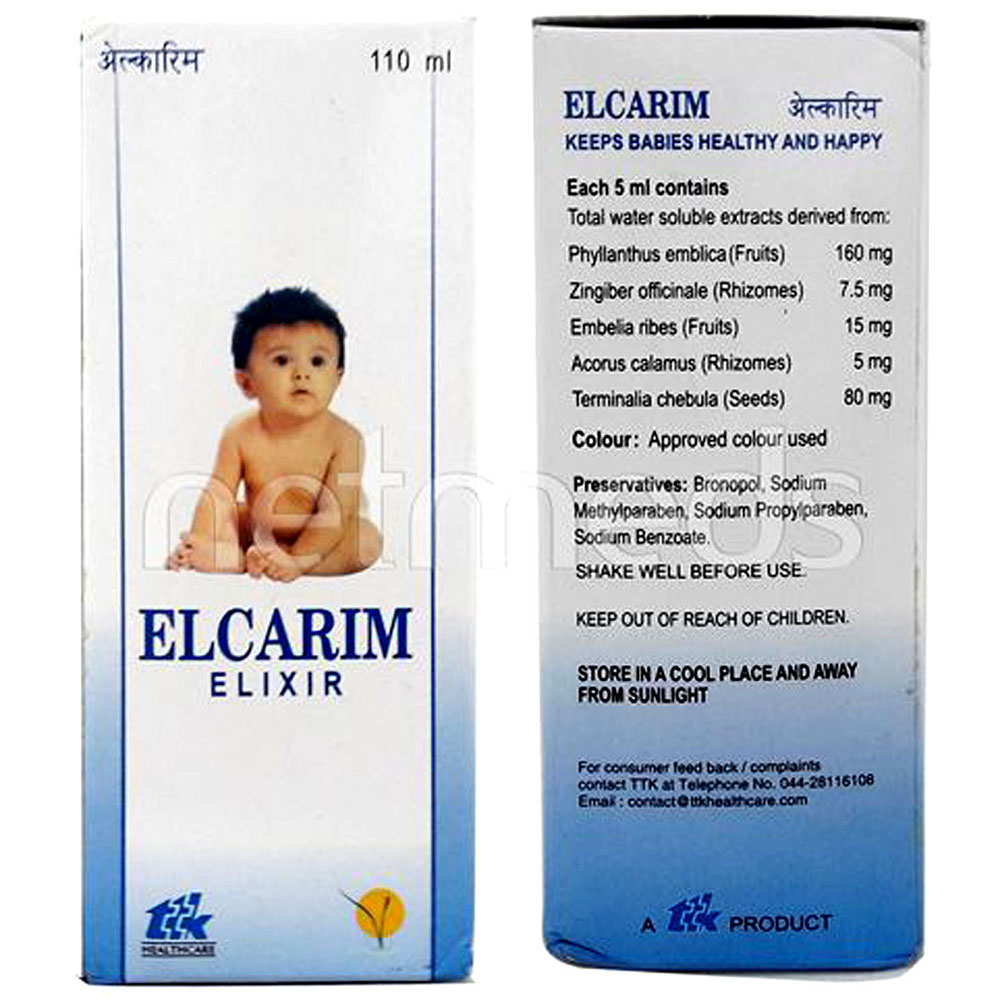 अेल्कारिम
110 ml
ELCARIM
ELIXIR
ttk
HEALTHCARE
ELCARIM अेल्कारिम
KEEPS BABIES HEALTHY AND HAPPY
Each 5 ml contains
Total water soluble extracts derived from:
Phyllanthus emblica (Fruits) 160 mg
Zingiber officinale (Rhizomes) 7.5 mg
Embelia ribes (Fruits) 15 mg
Acorus calamus (Rhizomes) 5 mg
Terminalia chebula (Seeds) 80 mg
Colour: Approved colour used
Preservatives: Bronopol, Sodium
Methylparaben, Sodium Propylparaben,
Sodium Benzoate.
SHAKE WELL BEFORE USE.
KEEP OUT OF REACH OF CHILDREN.
STORE IN A COOL PLACE AND AWAY
FROM SUNLIGHT
For consumer feed back / complaints
contact TTK at Telephone No. 044-28116108
Email : contact@ttkhealthcare.com
A ttk PRODUCT
netmeds